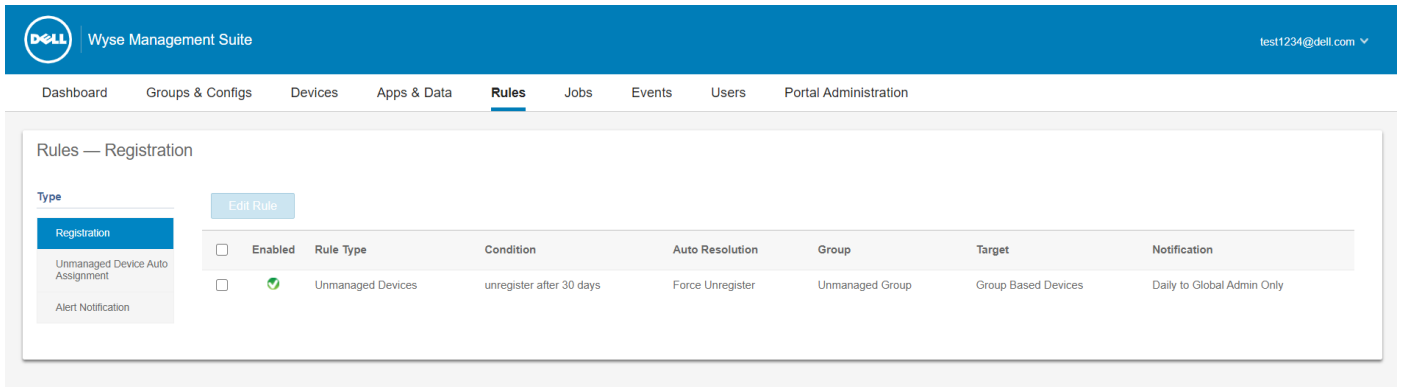 DELL Wyse Management Suite test1234@dell.com
Dashboard Groups & Configs Devices Apps & Data Rules Jobs Events Users Portal Administration
Rules — Registration
Type
Registration
Unmanaged Device Auto
Assignment
Alert Notification
Edit Rule
Enabled Rule Type Condition Auto Resolution Group Target Notification
Unmanaged Devices unregister after 30 days Force Unregister Unmanaged Group Group Based Devices Daily to Global Admin Only